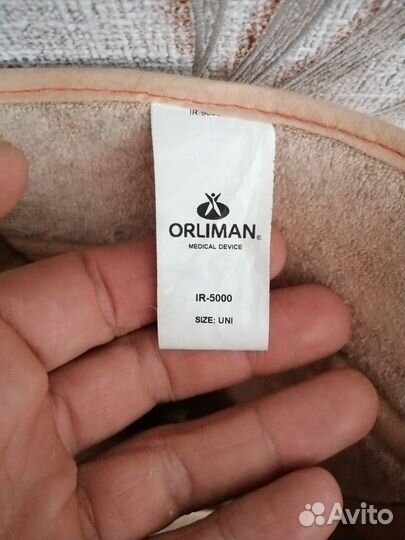 ORLIMAN®
MEDICAL DEVICE
IR-5000
SIZE: UNI
Avito